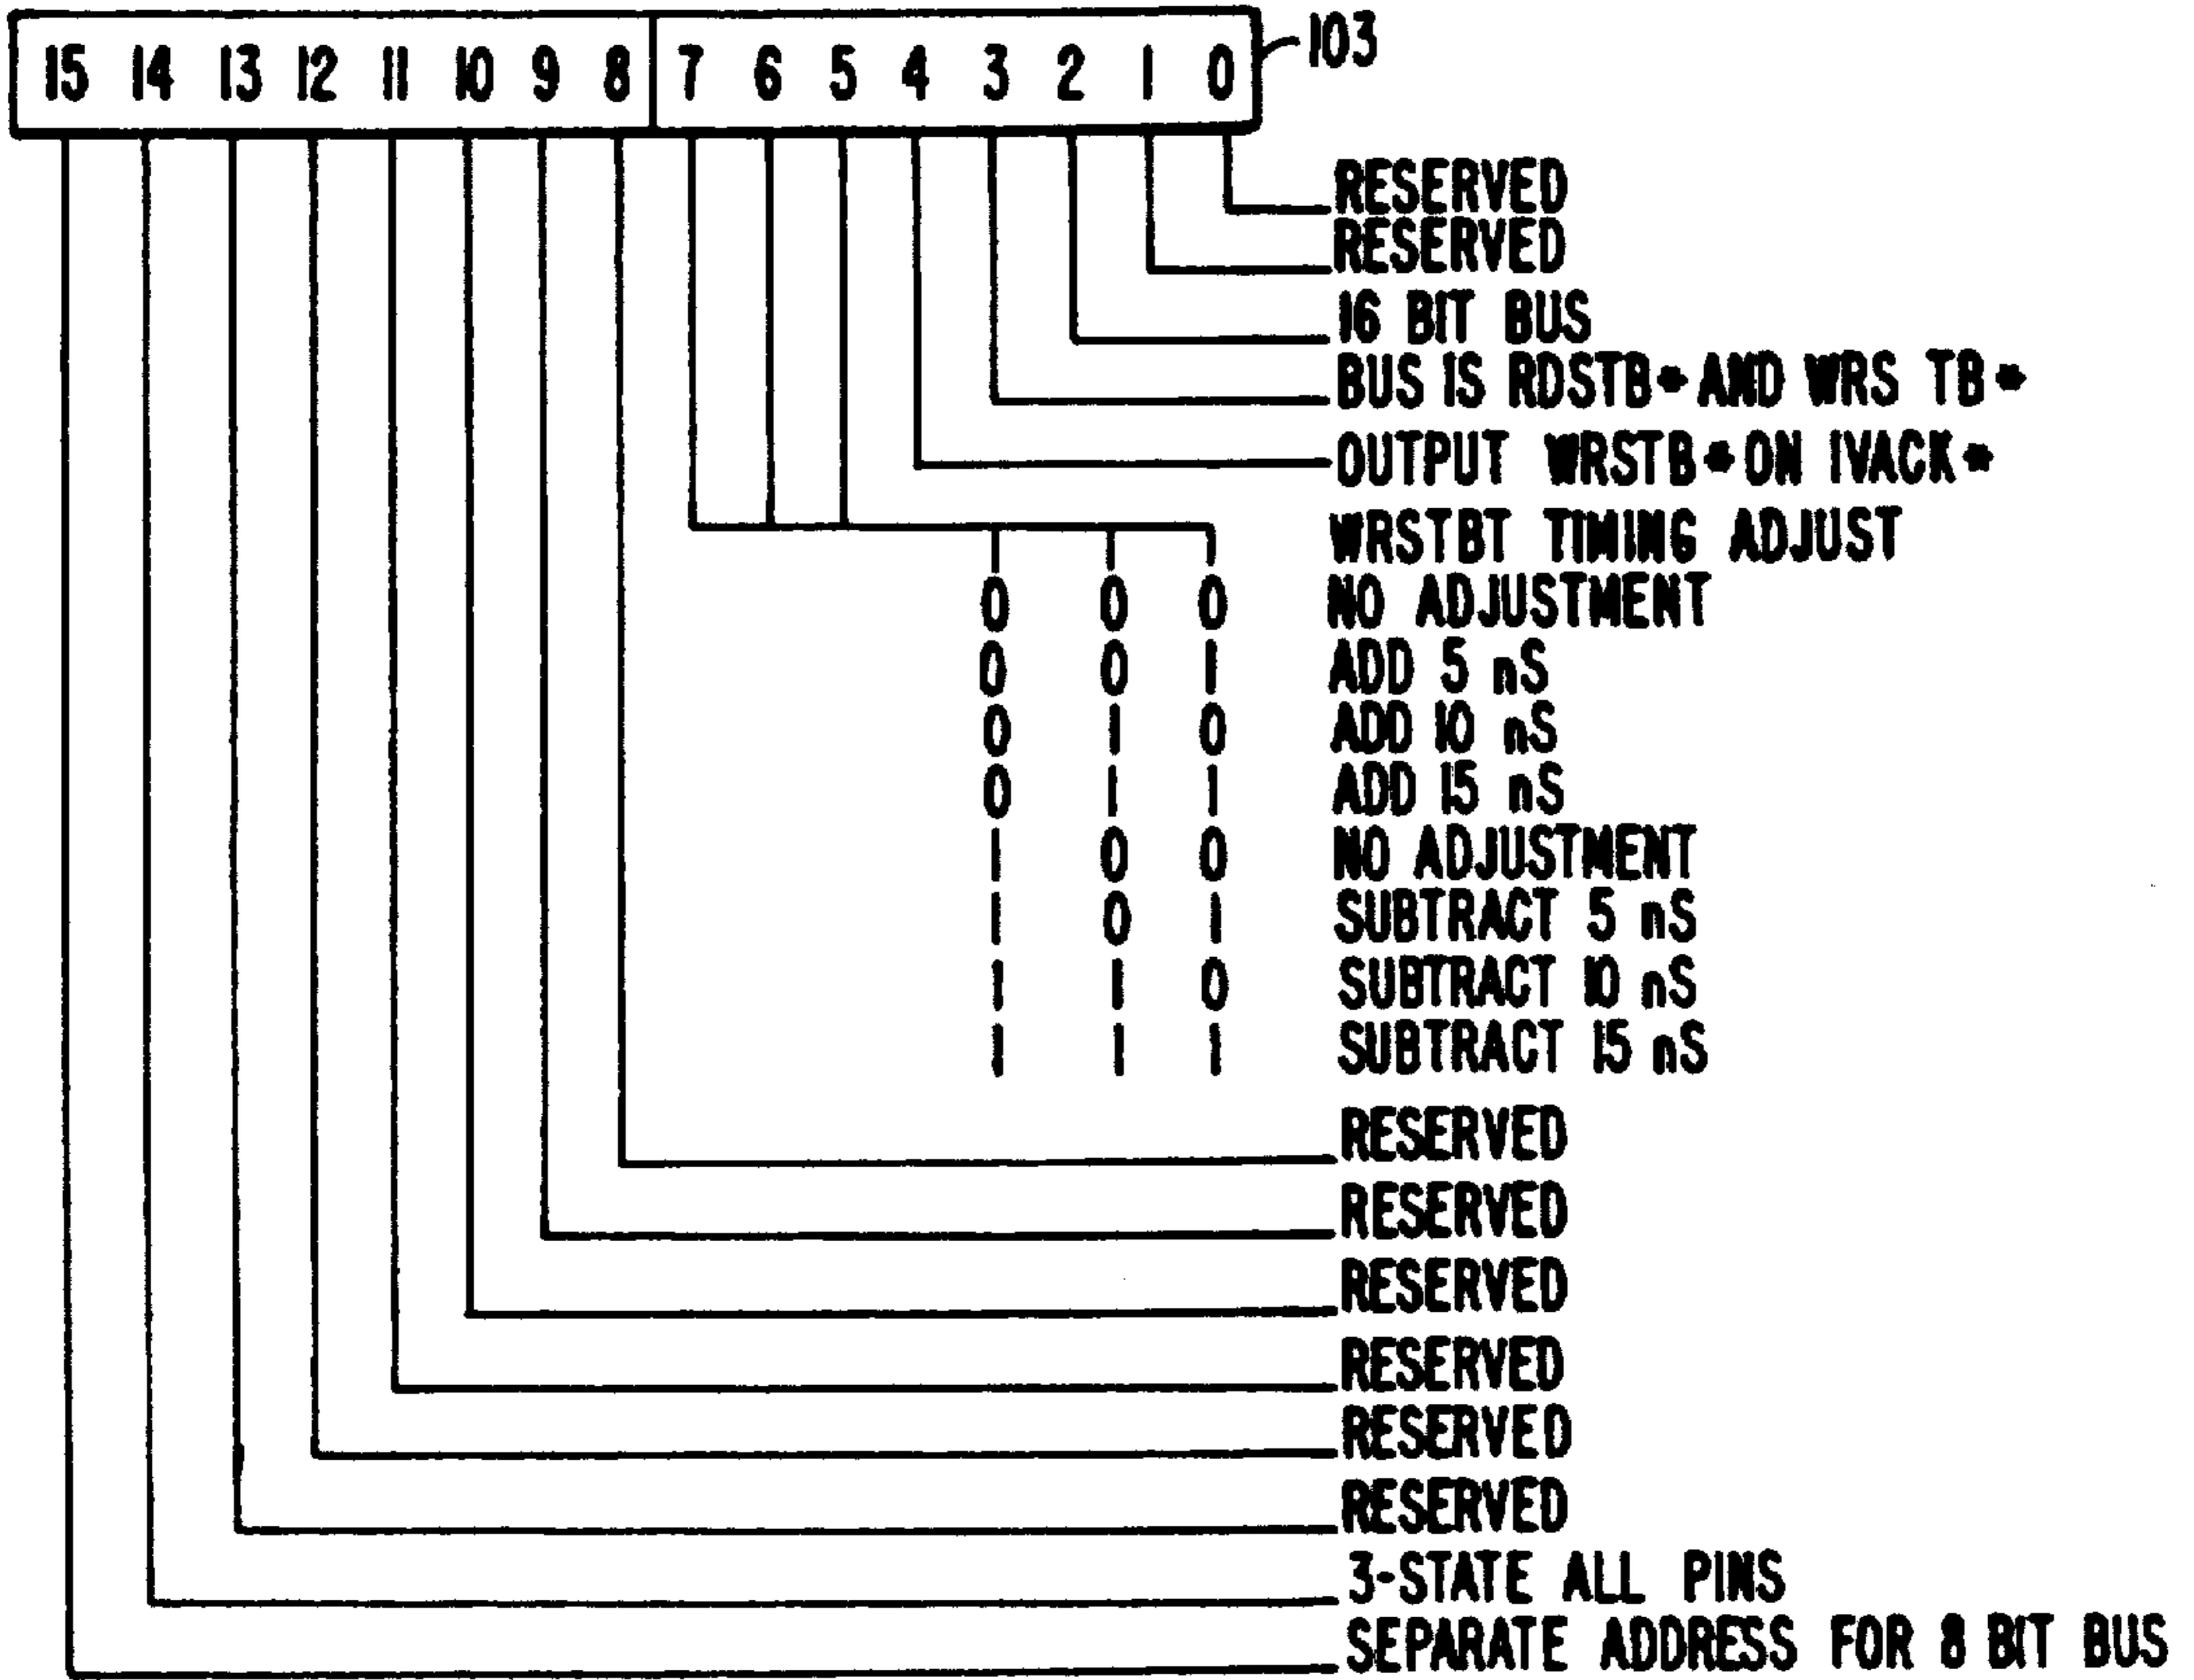 15 14 13 12 11 10 9 8 7 6 5 4 3 2 1 0 103
RESERVED
RESERVED
16 BIT BUS
BUS IS RDSTB* AND WRS TB*
OUTPUT WRSTB* ON IVACK*
WRSTBT TIMING ADJUST
0 0 0 NO ADJUSTMENT
0 0 1 ADD 5 nS
0 1 0 ADD 10 nS
0 1 1 ADD 15 nS
1 0 0 NO ADJUSTMENT
1 0 1 SUBTRACT 5 nS
1 1 0 SUBTRACT 10 nS
1 1 1 SUBTRACT 15 nS
RESERVED
RESERVED
RESERVED
RESERVED
RESERVED
RESERVED
3-STATE ALL PINS
SEPARATE ADDRESS FOR 8 BIT BUS